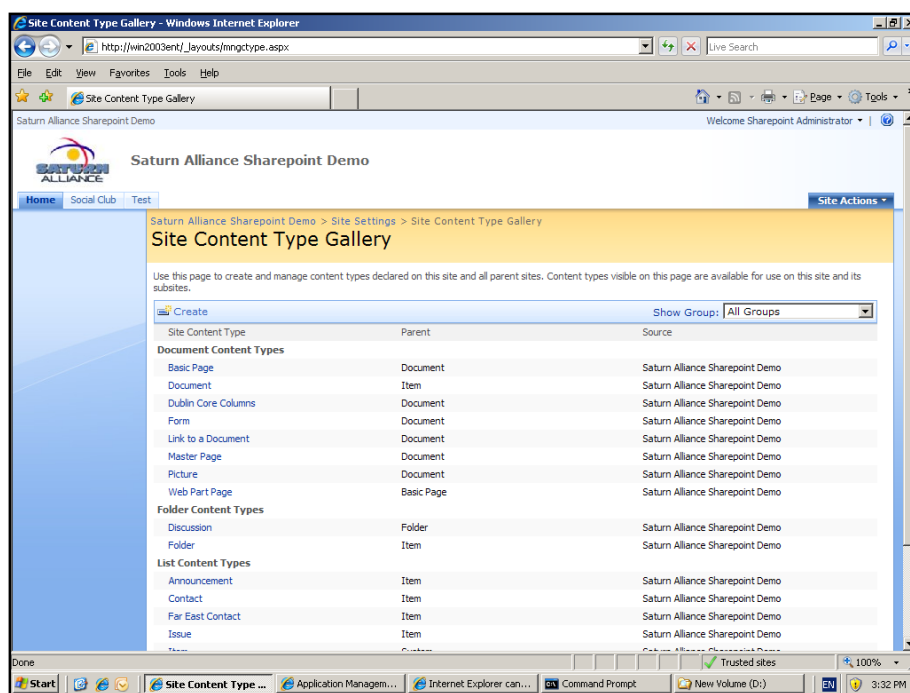 Site Content Type Gallery - Windows Internet Explorer
http://win2003ent/_layouts/mngctype.aspx
Live Search
File Edit View Favorites Tools Help
Site Content Type Gallery
Page Tools
Saturn Alliance Sharepoint Demo
Welcome Sharepoint Administrator
SATURN
ALLIANCE
Saturn Alliance Sharepoint Demo
Home Social Club Test
Site Actions
Saturn Alliance Sharepoint Demo > Site Settings > Site Content Type Gallery
Site Content Type Gallery
Use this page to create and manage content types declared on this site and all parent sites. Content types visible on this page are available for use on this site and its
subsites.
Create
Show Group: All Groups
Site Content Type Parent Source
Document Content Types
Basic Page Document Saturn Alliance Sharepoint Demo
Document Item Saturn Alliance Sharepoint Demo
Dublin Core Columns Document Saturn Alliance Sharepoint Demo
Form Document Saturn Alliance Sharepoint Demo
Link to a Document Document Saturn Alliance Sharepoint Demo
Master Page Document Saturn Alliance Sharepoint Demo
Picture Document Saturn Alliance Sharepoint Demo
Web Part Page Basic Page Saturn Alliance Sharepoint Demo
Folder Content Types
Discussion Folder Saturn Alliance Sharepoint Demo
Folder Item Saturn Alliance Sharepoint Demo
List Content Types
Announcement Item Saturn Alliance Sharepoint Demo
Contact Item Saturn Alliance Sharepoint Demo
Far East Contact Item Saturn Alliance Sharepoint Demo
Issue Item Saturn Alliance Sharepoint Demo
Done
Trusted sites
100%
Start
Site Content Type ...
Application Managem...
Internet Explorer can...
Command Prompt
New Volume (D:)
EN
3:32 PM